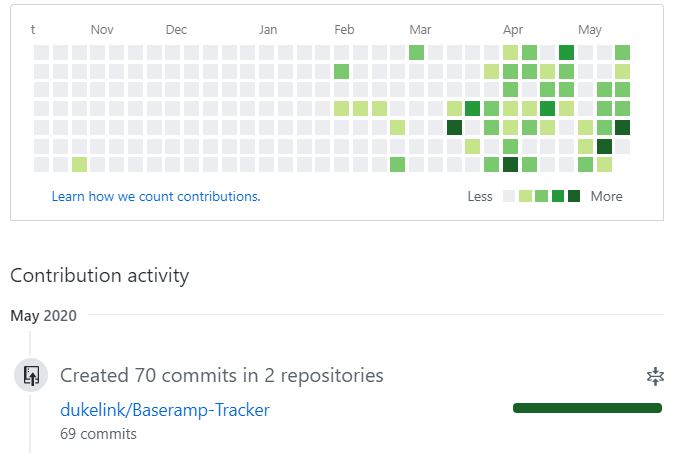 t Nov Dec Jan Feb Mar Apr May
Learn how we count contributions. Less More
Contribution activity
May 2020
Created 70 commits in 2 repositories
dukelink/Baseramp-Tracker
69 commits